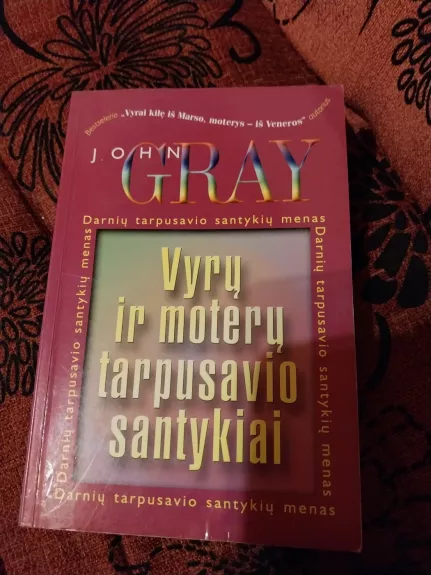 Bestselerio „Vyrai kilę iš Marso, moterys – iš Veneros“ autorius
JOHN
GRAY
Darnių tarpusavio santykių menas
Darnių tarpusavio santykių menas
Darnių tarpusavio santykių menas
Vyrų
ir moterų
tarpusavio
santykiai
Darnių tarpusavio santykių menas